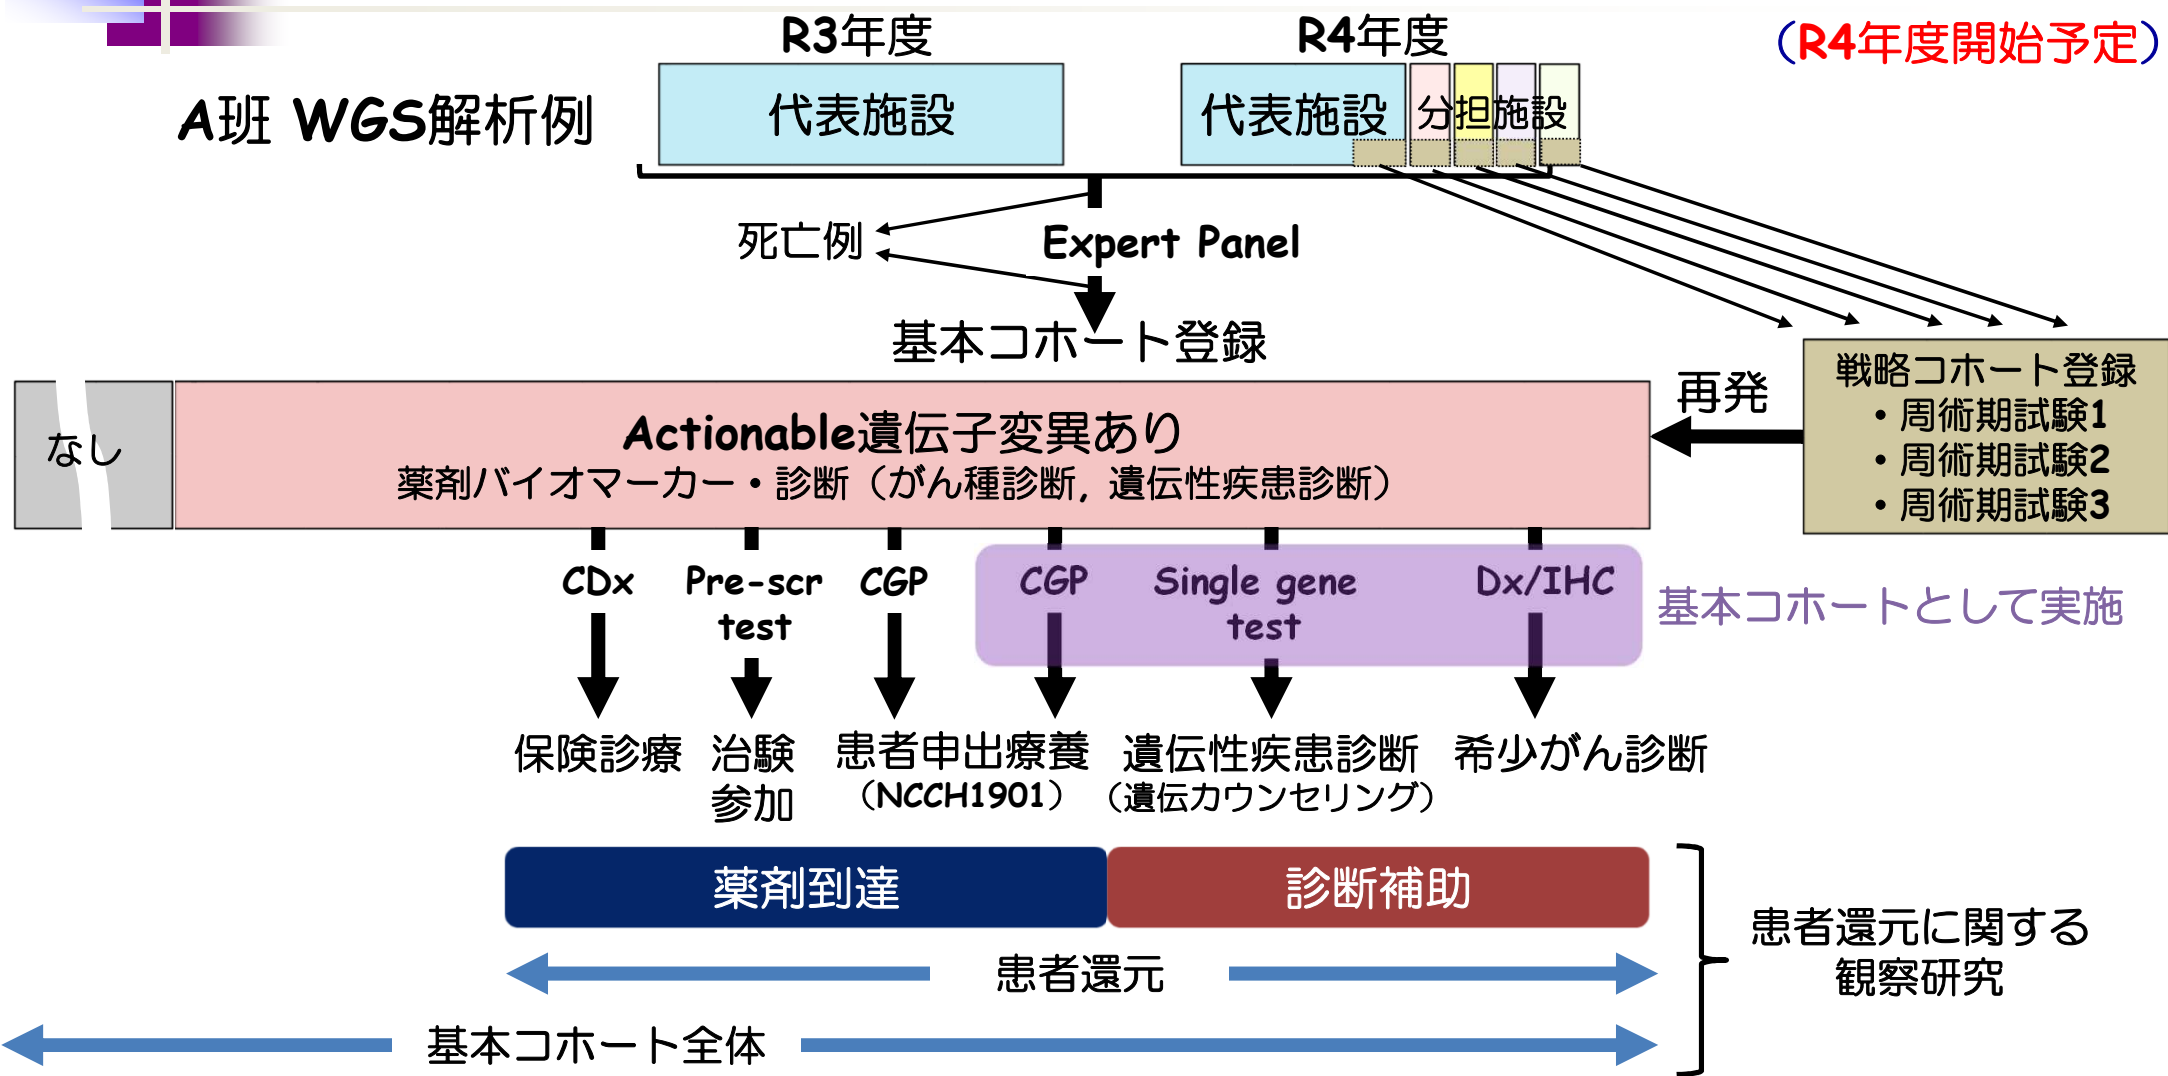 R3年度
R4年度
（R4年度開始予定）
A班 WGS解析例
代表施設
代表施設
分担施設
死亡例
Expert Panel
基本コホート登録
なし
Actionable遺伝子変異あり
薬剤バイオマーカー・診断（がん種診断, 遺伝性疾患診断）
再発
戦略コホート登録
・周術期試験1
・周術期試験2
・周術期試験3
CDx
Pre-scr
test
CGP
CGP
Single gene
test
Dx/IHC
基本コホートとして実施
保険診療
治験
参加
患者申出療養
（NCCH1901）
遺伝性疾患診断
（遺伝カウンセリング）
希少がん診断
薬剤到達
診断補助
患者還元
基本コホート全体
患者還元に関する
観察研究